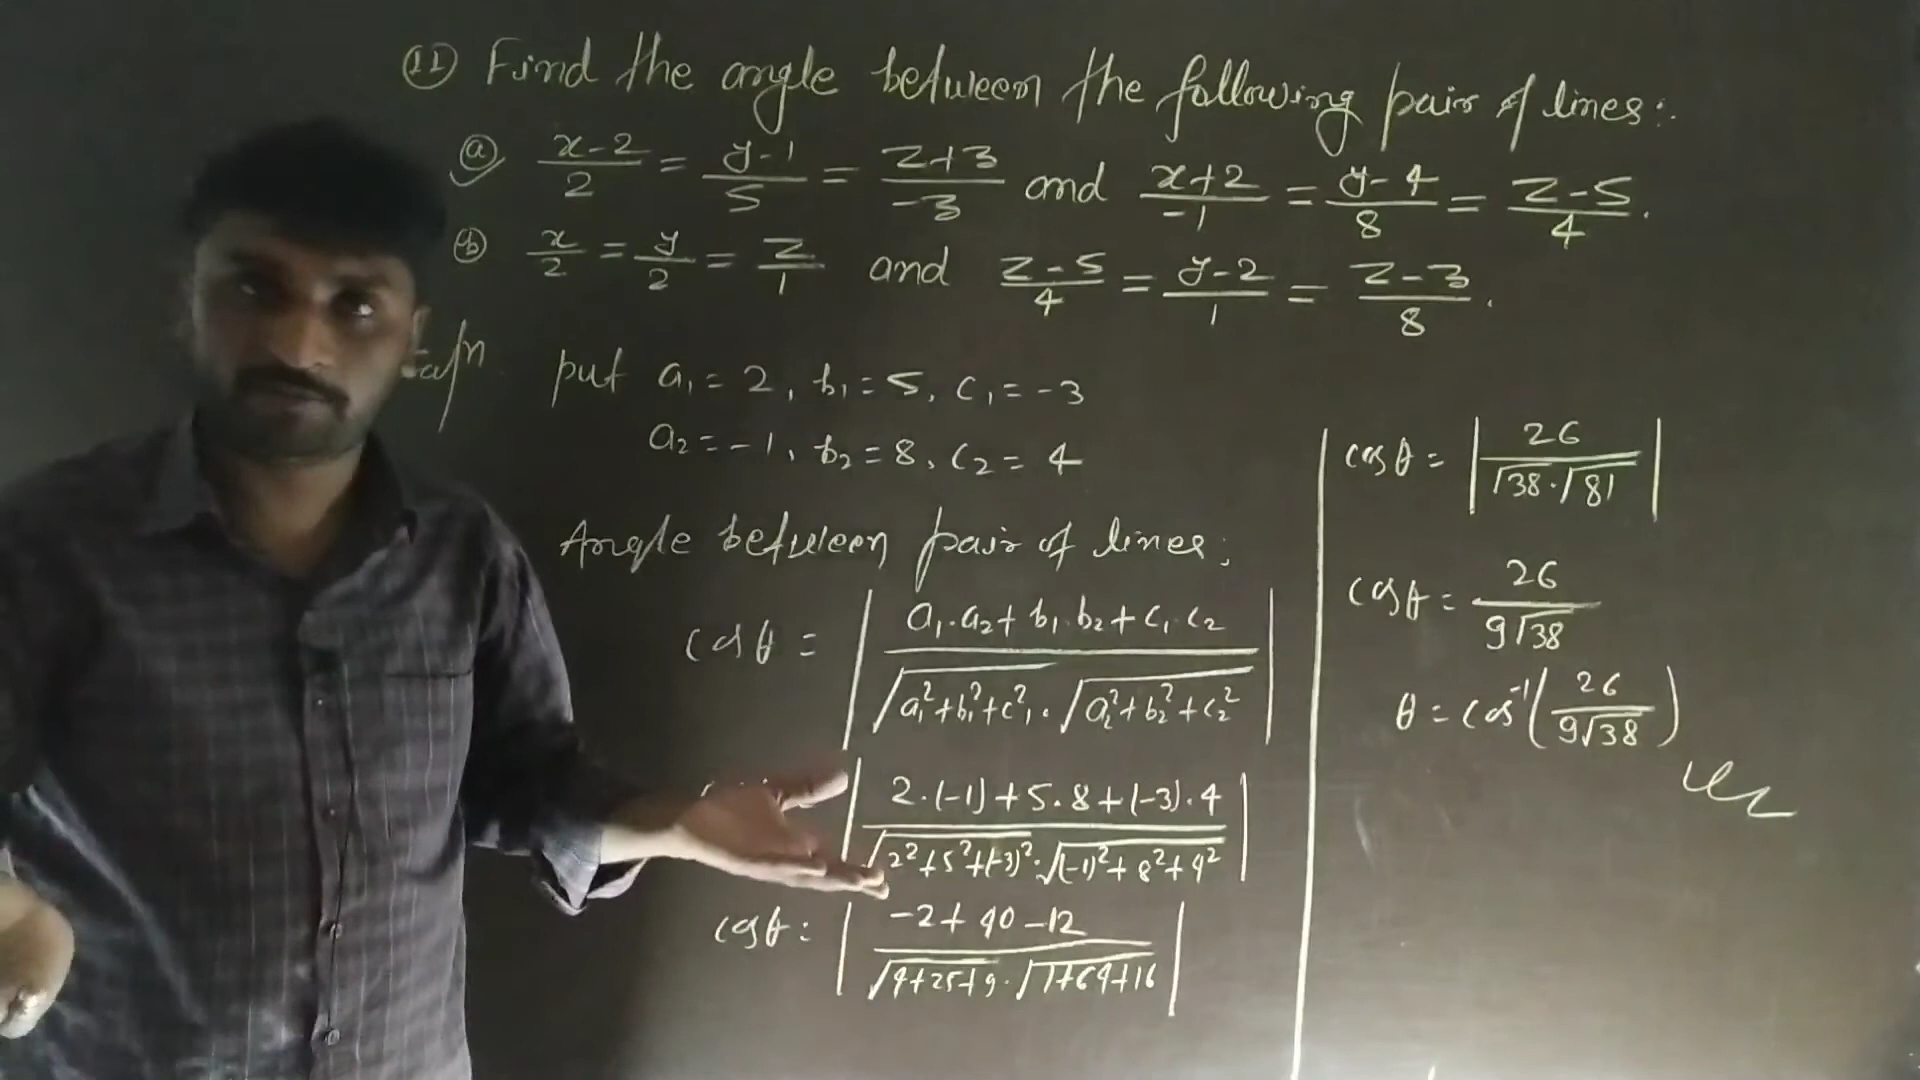 (11) Find the angle between the following pair of lines:
(a) (x-2)/2 = (y-1)/5 = (z+3)/-3 and (x+2)/-1 = (y-4)/8 = (z-5)/4.
(b) x/2 = y/2 = z/1 and (z-5)/4 = (y-2)/1 = (z-3)/8.
put a₁ = 2, b₁ = 5, c₁ = -3
a₂ = -1, b₂ = 8, c₂ = 4
Angle between pair of lines;
cosθ = |(a₁.a₂ + b₁.b₂ + c₁.c₂)/(√(a₁²+b₁²+c₁²).√(a₂²+b₂²+c₂²))|
|(2.(-1)+5.8+(-3).4)/(√(2²+5²+(-3)²).√((-1)²+8²+4²))|
cosθ = |(-2+40-12)/(√(4+25+9).√(1+64+16))|
cosθ = |26/(√38.√81)|
cosθ = 26/(9√38)
θ = cos⁻¹(26/(9√38))